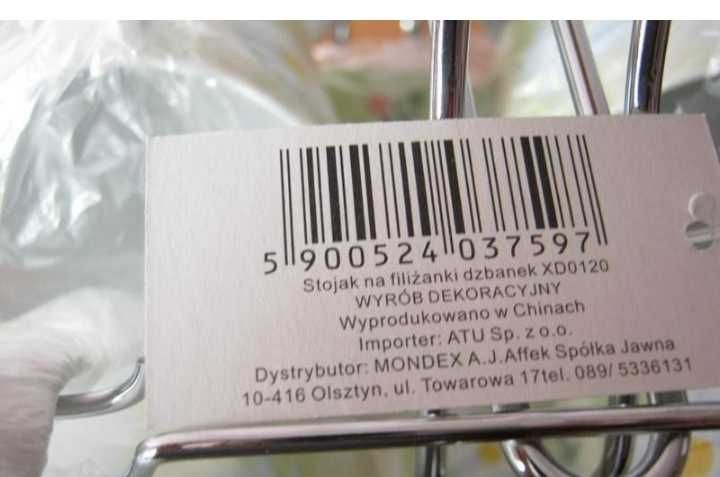 5 900524 037597
Stojak na filiżanki dzbanek XD0120
WYRÓB DEKORACYJNY
Wyprodukowano w Chinach
Importer: ATU Sp. z o.o.
Dystrybutor: MONDEX A.J.Affek Spółka Jawna
10-416 Olsztyn, ul. Towarowa 17tel. 089/ 5336131